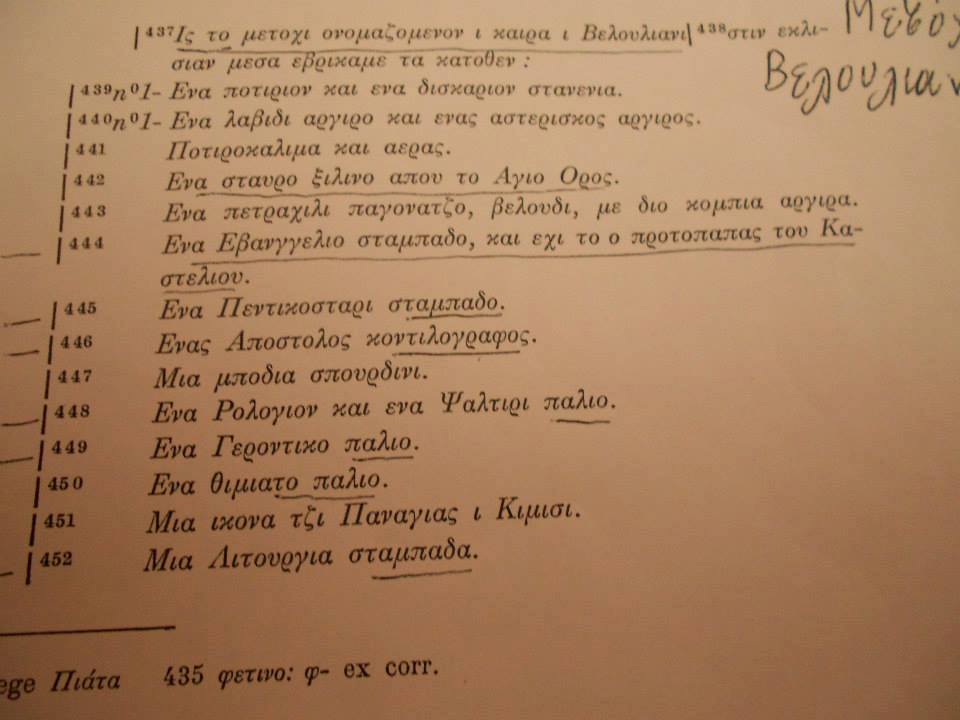 |⁴³⁷Ις το μετοχι ονομαζομενον ι καιρα ι Βελουλιανι|⁴³⁸στιν εκλι-
σιαν μεσα εβρικαμε τα κατοθεν :
Βελουλιαν
|⁴³⁹n⁰1- Ενα ποτιριον και ενα δισκαριον στανενια.
|⁴⁴⁰n⁰1- Ενα λαβιδι αργιρο και ενας αστερισκος αργιρος.
|⁴⁴¹ Ποτιροκαλιμα και αερας.
|⁴⁴² Ενα σταυρο ξιλινο απου το Αγιο Ορος.
|⁴⁴³ Ενα πετραχιλι παγονατζο, βελουδι, με διο κομπια αργιρα.
|⁴⁴⁴ Ενα Εβανγγελιο σταμπαδο, και εχι το ο προτοπαπας του Κα-
στελιου.
|⁴⁴⁵ Ενα Πεντικοσταρι σταμπαδο.
|⁴⁴⁶ Ενας Αποστολος κοντιλογραφος.
|⁴⁴⁷ Μια μποδια σπουρδινι.
|⁴⁴⁸ Ενα Ρολογιον και ενα Ψαλτιρι παλιο.
|⁴⁴⁹ Ενα Γεροντικο παλιο.
|⁴⁵⁰ Ενα θιμιατο παλιο.
|⁴⁵¹ Μια ικονα τζι Παναγιας ι Κιμισι.
|⁴⁵² Μια Λιτουργια σταμπαδα.
ege Πιάτα 435 φετινο: φ- ex corr.